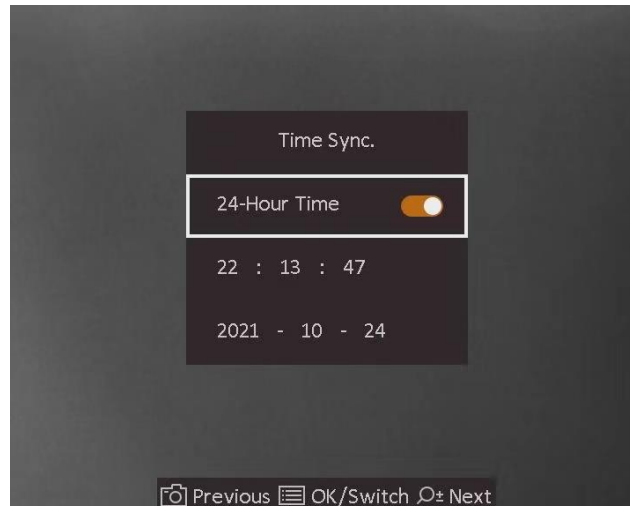 Time Sync.
24-Hour Time
22 : 13 : 47
2021 - 10 - 24
Previous OK/Switch Next